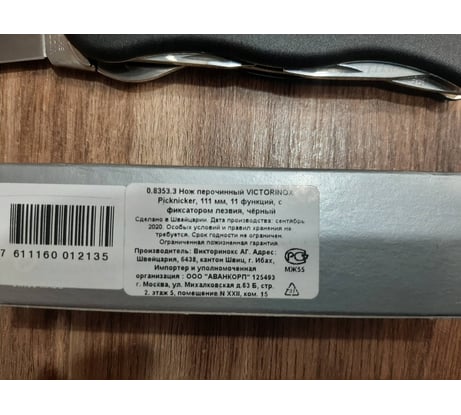 0.8353.3 Нож перочинный VICTORINOX
Picknicker, 111 мм, 11 функций, с
фиксатором лезвия, чёрный
Сделано в Швейцарии. Дата производства: сентябрь
2020. Особых условий и правил хранения не
требуется. Срок годности не ограничен.
Ограниченная пожизненная гарантия.
Производитель: Викторинокс АГ. Адрес:
Швейцария, 6438, кантон Швиц, г. Ибах,
Импортер и уполномоченная
организация : ООО "АВАНКОРП" 125493
г. Москва, ул. Михалковская д.63 Б, стр.
2, этаж 5, помещение N XXII, ком. 15
РСТ
МЖ55
7 611160 012135